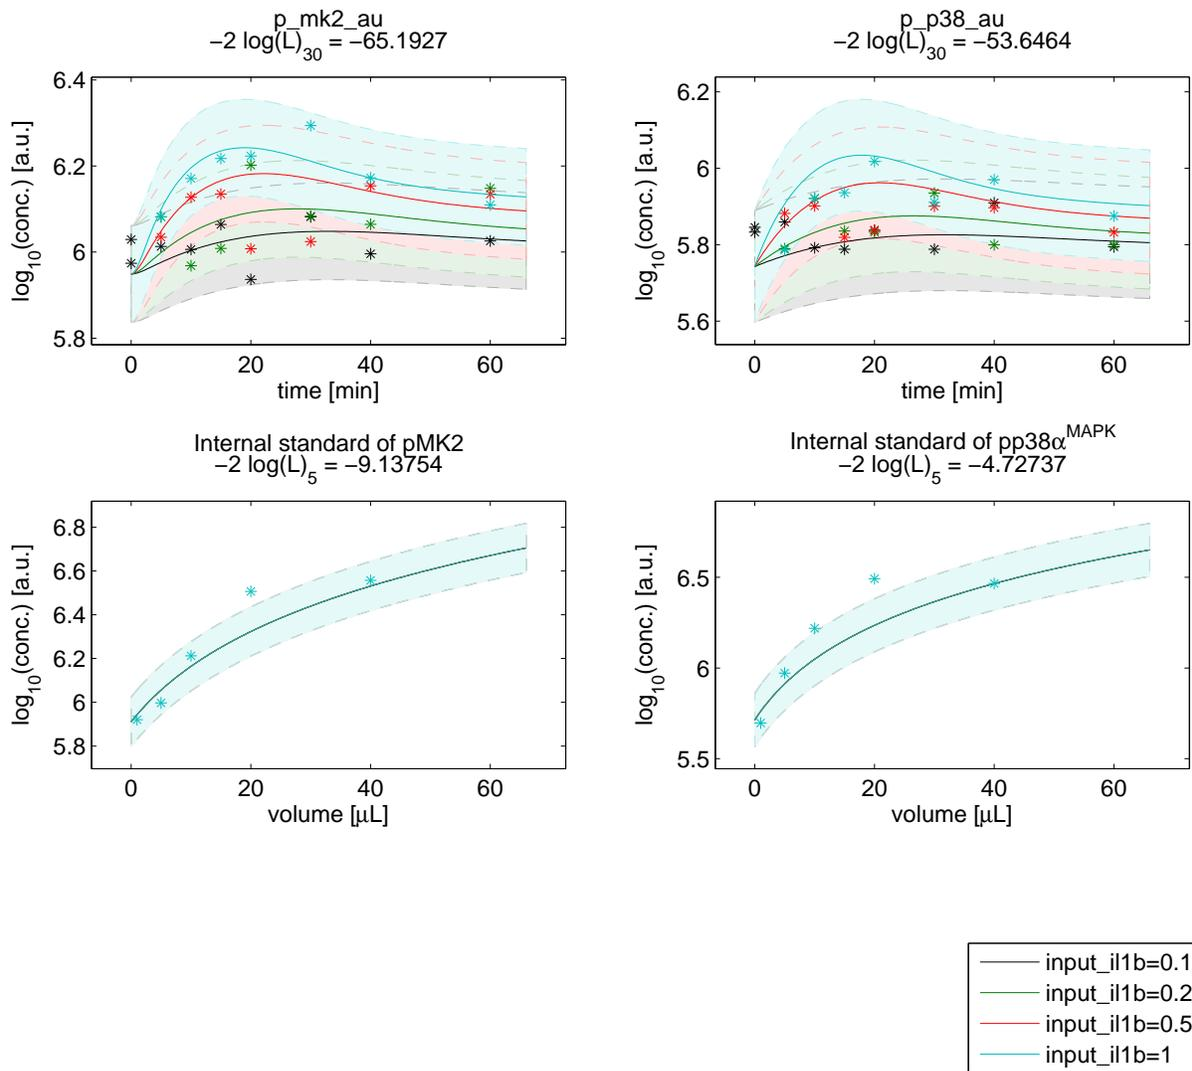 p_mk2_au
−2 log(L)30 = −65.1927
6.4
6.2
6
5.8
log10(conc.) [a.u.]
0 20 40 60
time [min]
p_p38_au
−2 log(L)30 = −53.6464
6.2
6
5.8
5.6
log10(conc.) [a.u.]
0 20 40 60
time [min]
Internal standard of pMK2
−2 log(L)5 = −9.13754
6.8
6.6
6.4
6.2
6
5.8
log10(conc.) [a.u.]
0 20 40 60
volume [µL]
Internal standard of pp38αMAPK
−2 log(L)5 = −4.72737
6.5
6
5.5
log10(conc.) [a.u.]
0 20 40 60
volume [µL]
input_il1b=0.1
input_il1b=0.2
input_il1b=0.5
input_il1b=1